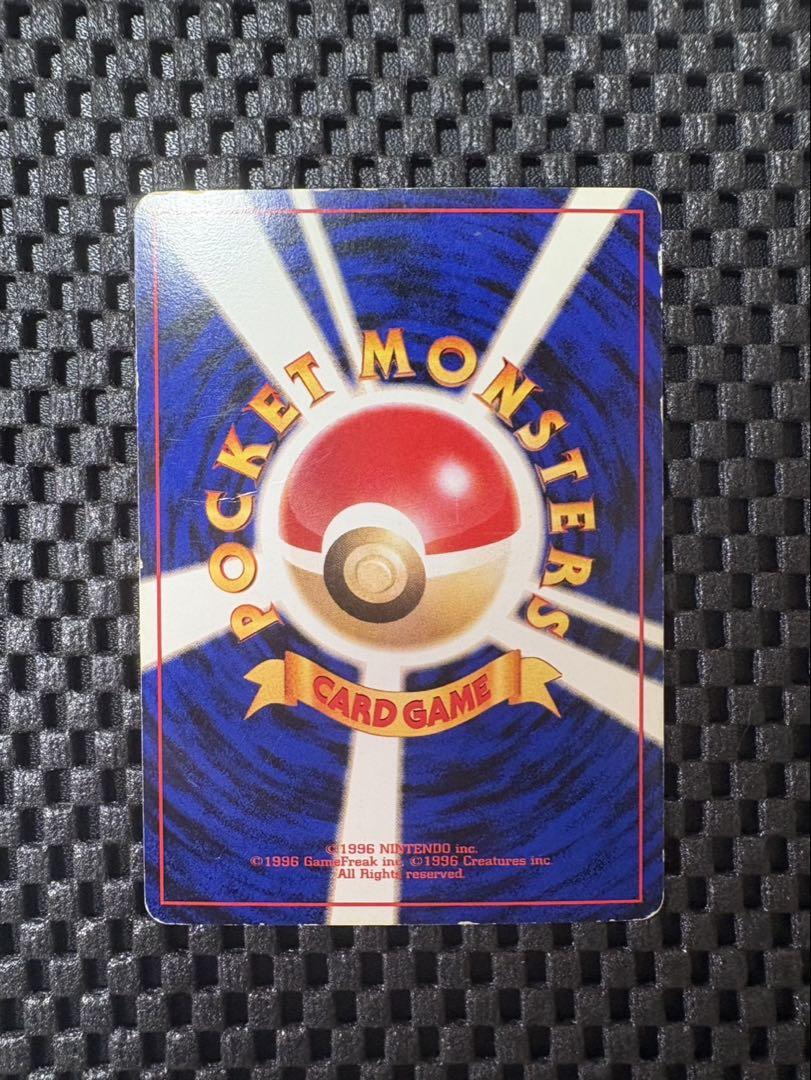 POCKET MONSTERS
CARD GAME
©1996 NINTENDO inc.
©1996 GameFreak inc. ©1996 Creatures inc.
All Rights reserved.